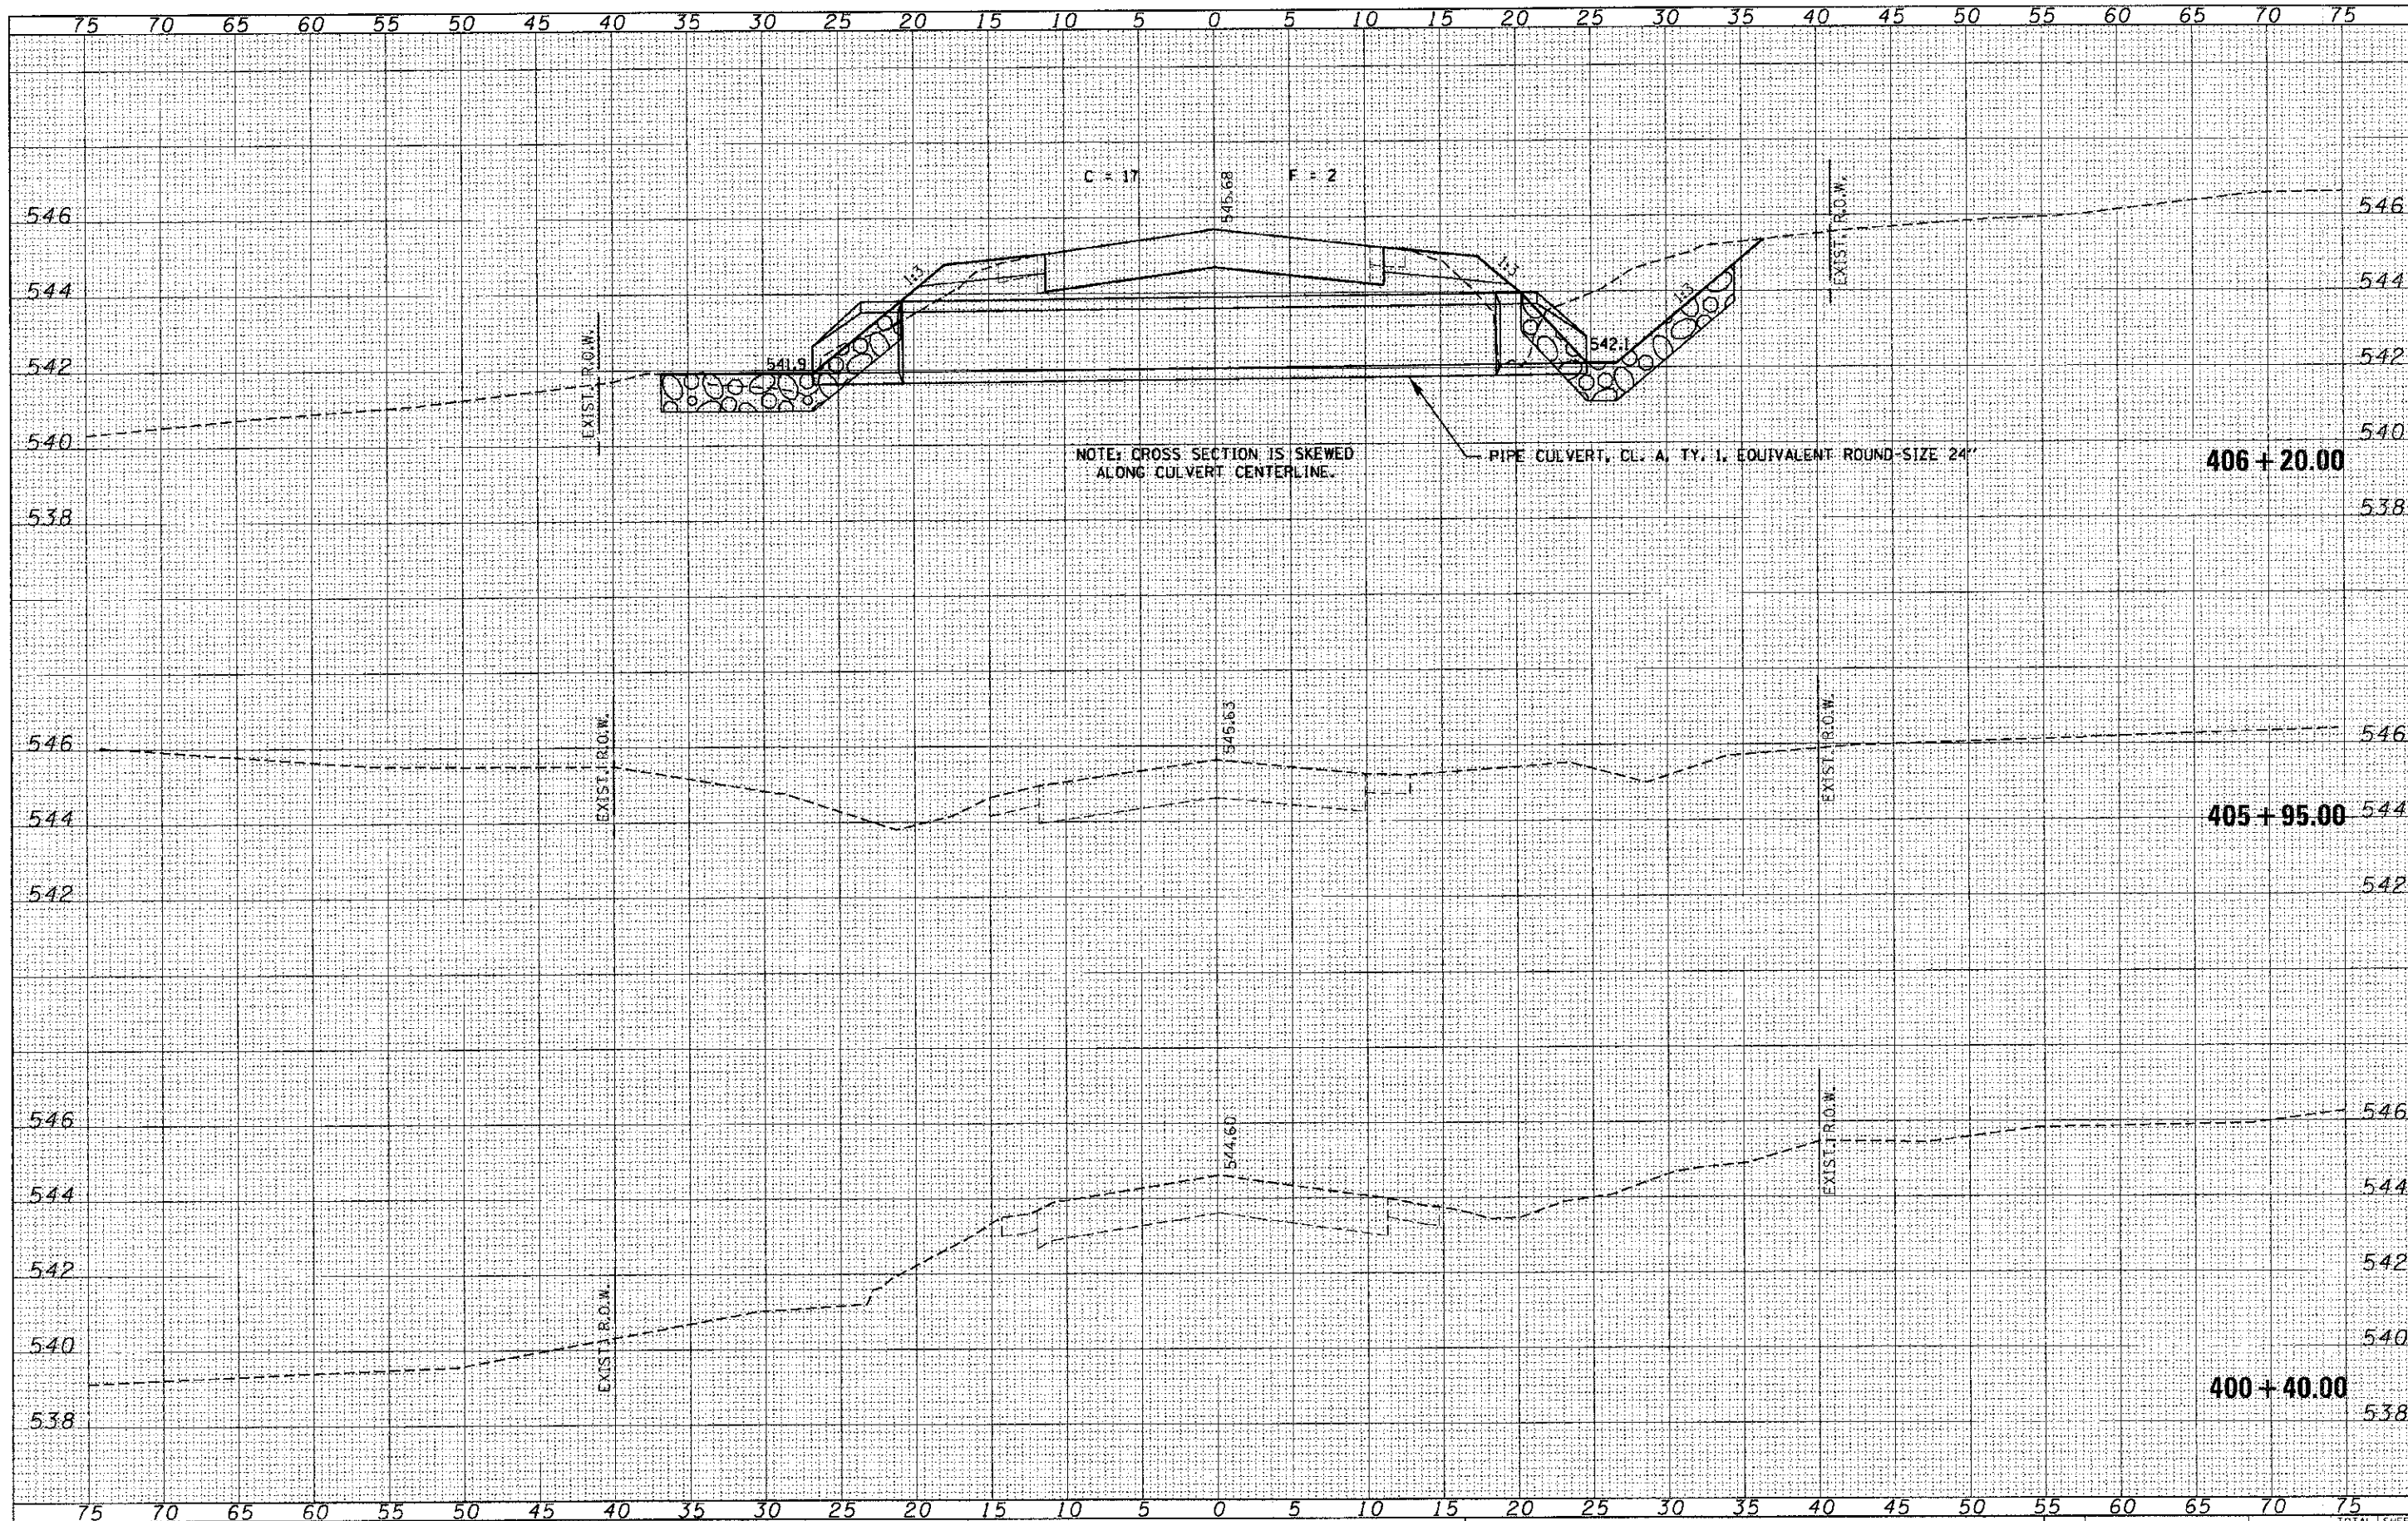 75 70 65 60 55 50 45 40 35 30 25 20 15 10 5 0 5 10 15 20 25 30 35 40 45 50 55 60 65 70 75
C = 17
545.68
F = 2
EXIST. R.O.W.
546
546
1:3
1:3
544
1:3
544
EXIST. R.O.W.
541.9
542.1
542
542
540
540
NOTE: CROSS SECTION IS SKEWED
ALONG CULVERT CENTERLINE.
PIPE CULVERT, CL. A, TY. 1, EQUIVALENT ROUND-SIZE 24"
406 + 20.00
538
538
EXIST. R.O.W.
545.63
EXIST. R.O.W.
546
546
544
405 + 95.00
544
542
542
546
544.60
EXIST. R.O.W.
546
544
544
542
542
EXIST. R.O.W.
540
540
400 + 40.00
538
538
75 70 65 60 55 50 45 40 35 30 25 20 15 10 5 0 5 10 15 20 25 30 35 40 45 50 55 60 65 70 75